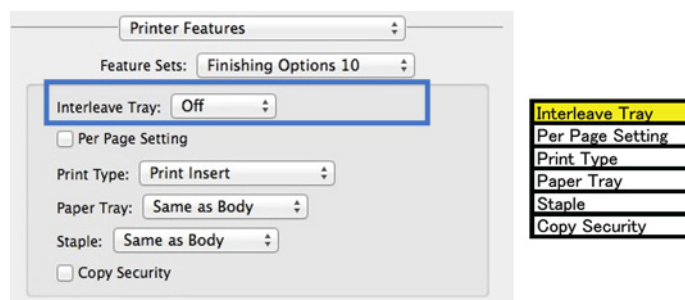 Printer Features
Feature Sets: Finishing Options 10
Interleave Tray: Off
Per Page Setting
Print Type: Print Insert
Paper Tray: Same as Body
Staple: Same as Body
Copy Security
Interleave Tray
Per Page Setting
Print Type
Paper Tray
Staple
Copy Security